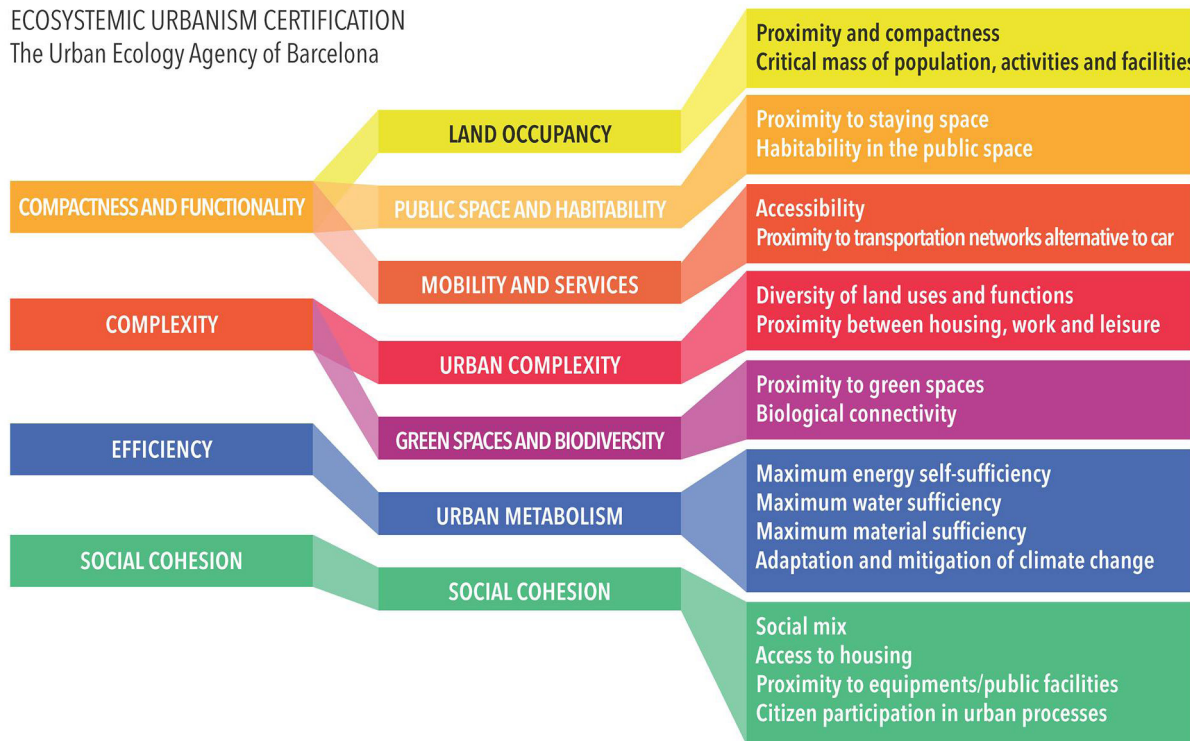 ECOSYSTEMIC URBANISM CERTIFICATION
The Urban Ecology Agency of Barcelona
COMPACTNESS AND FUNCTIONALITY
COMPLEXITY
EFFICIENCY
SOCIAL COHESION
LAND OCCUPANCY
PUBLIC SPACE AND HABITABILITY
MOBILITY AND SERVICES
URBAN COMPLEXITY
GREEN SPACES AND BIODIVERSITY
URBAN METABOLISM
SOCIAL COHESION
Proximity and compactness
Critical mass of population, activities and facilities
Proximity to staying space
Habitability in the public space
Accessibility
Proximity to transportation networks alternative to car
Diversity of land uses and functions
Proximity between housing, work and leisure
Proximity to green spaces
Biological connectivity
Maximum energy self-sufficiency
Maximum water sufficiency
Maximum material sufficiency
Adaptation and mitigation of climate change
Social mix
Access to housing
Proximity to equipments/public facilities
Citizen participation in urban processes